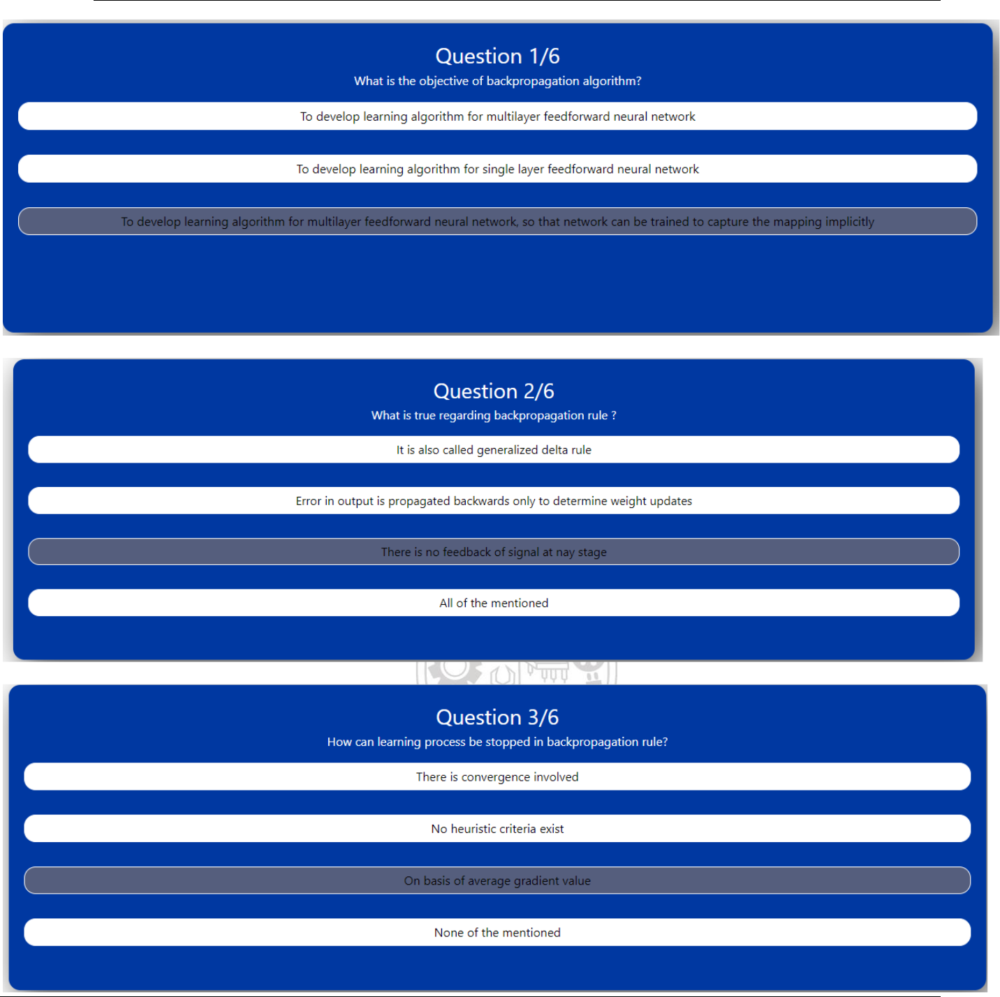 Question 1/6
What is the objective of backpropagation algorithm?
To develop learning algorithm for multilayer feedforward neural network
To develop learning algorithm for single layer feedforward neural network
To develop learning algorithm for multilayer feedforward neural network, so that network can be trained to capture the mapping implicitly
Question 2/6
What is true regarding backpropagation rule ?
It is also called generalized delta rule
Error in output is propagated backwards only to determine weight updates
There is no feedback of signal at nay stage
All of the mentioned
Question 3/6
How can learning process be stopped in backpropagation rule?
There is convergence involved
No heuristic criteria exist
On basis of average gradient value
None of the mentioned